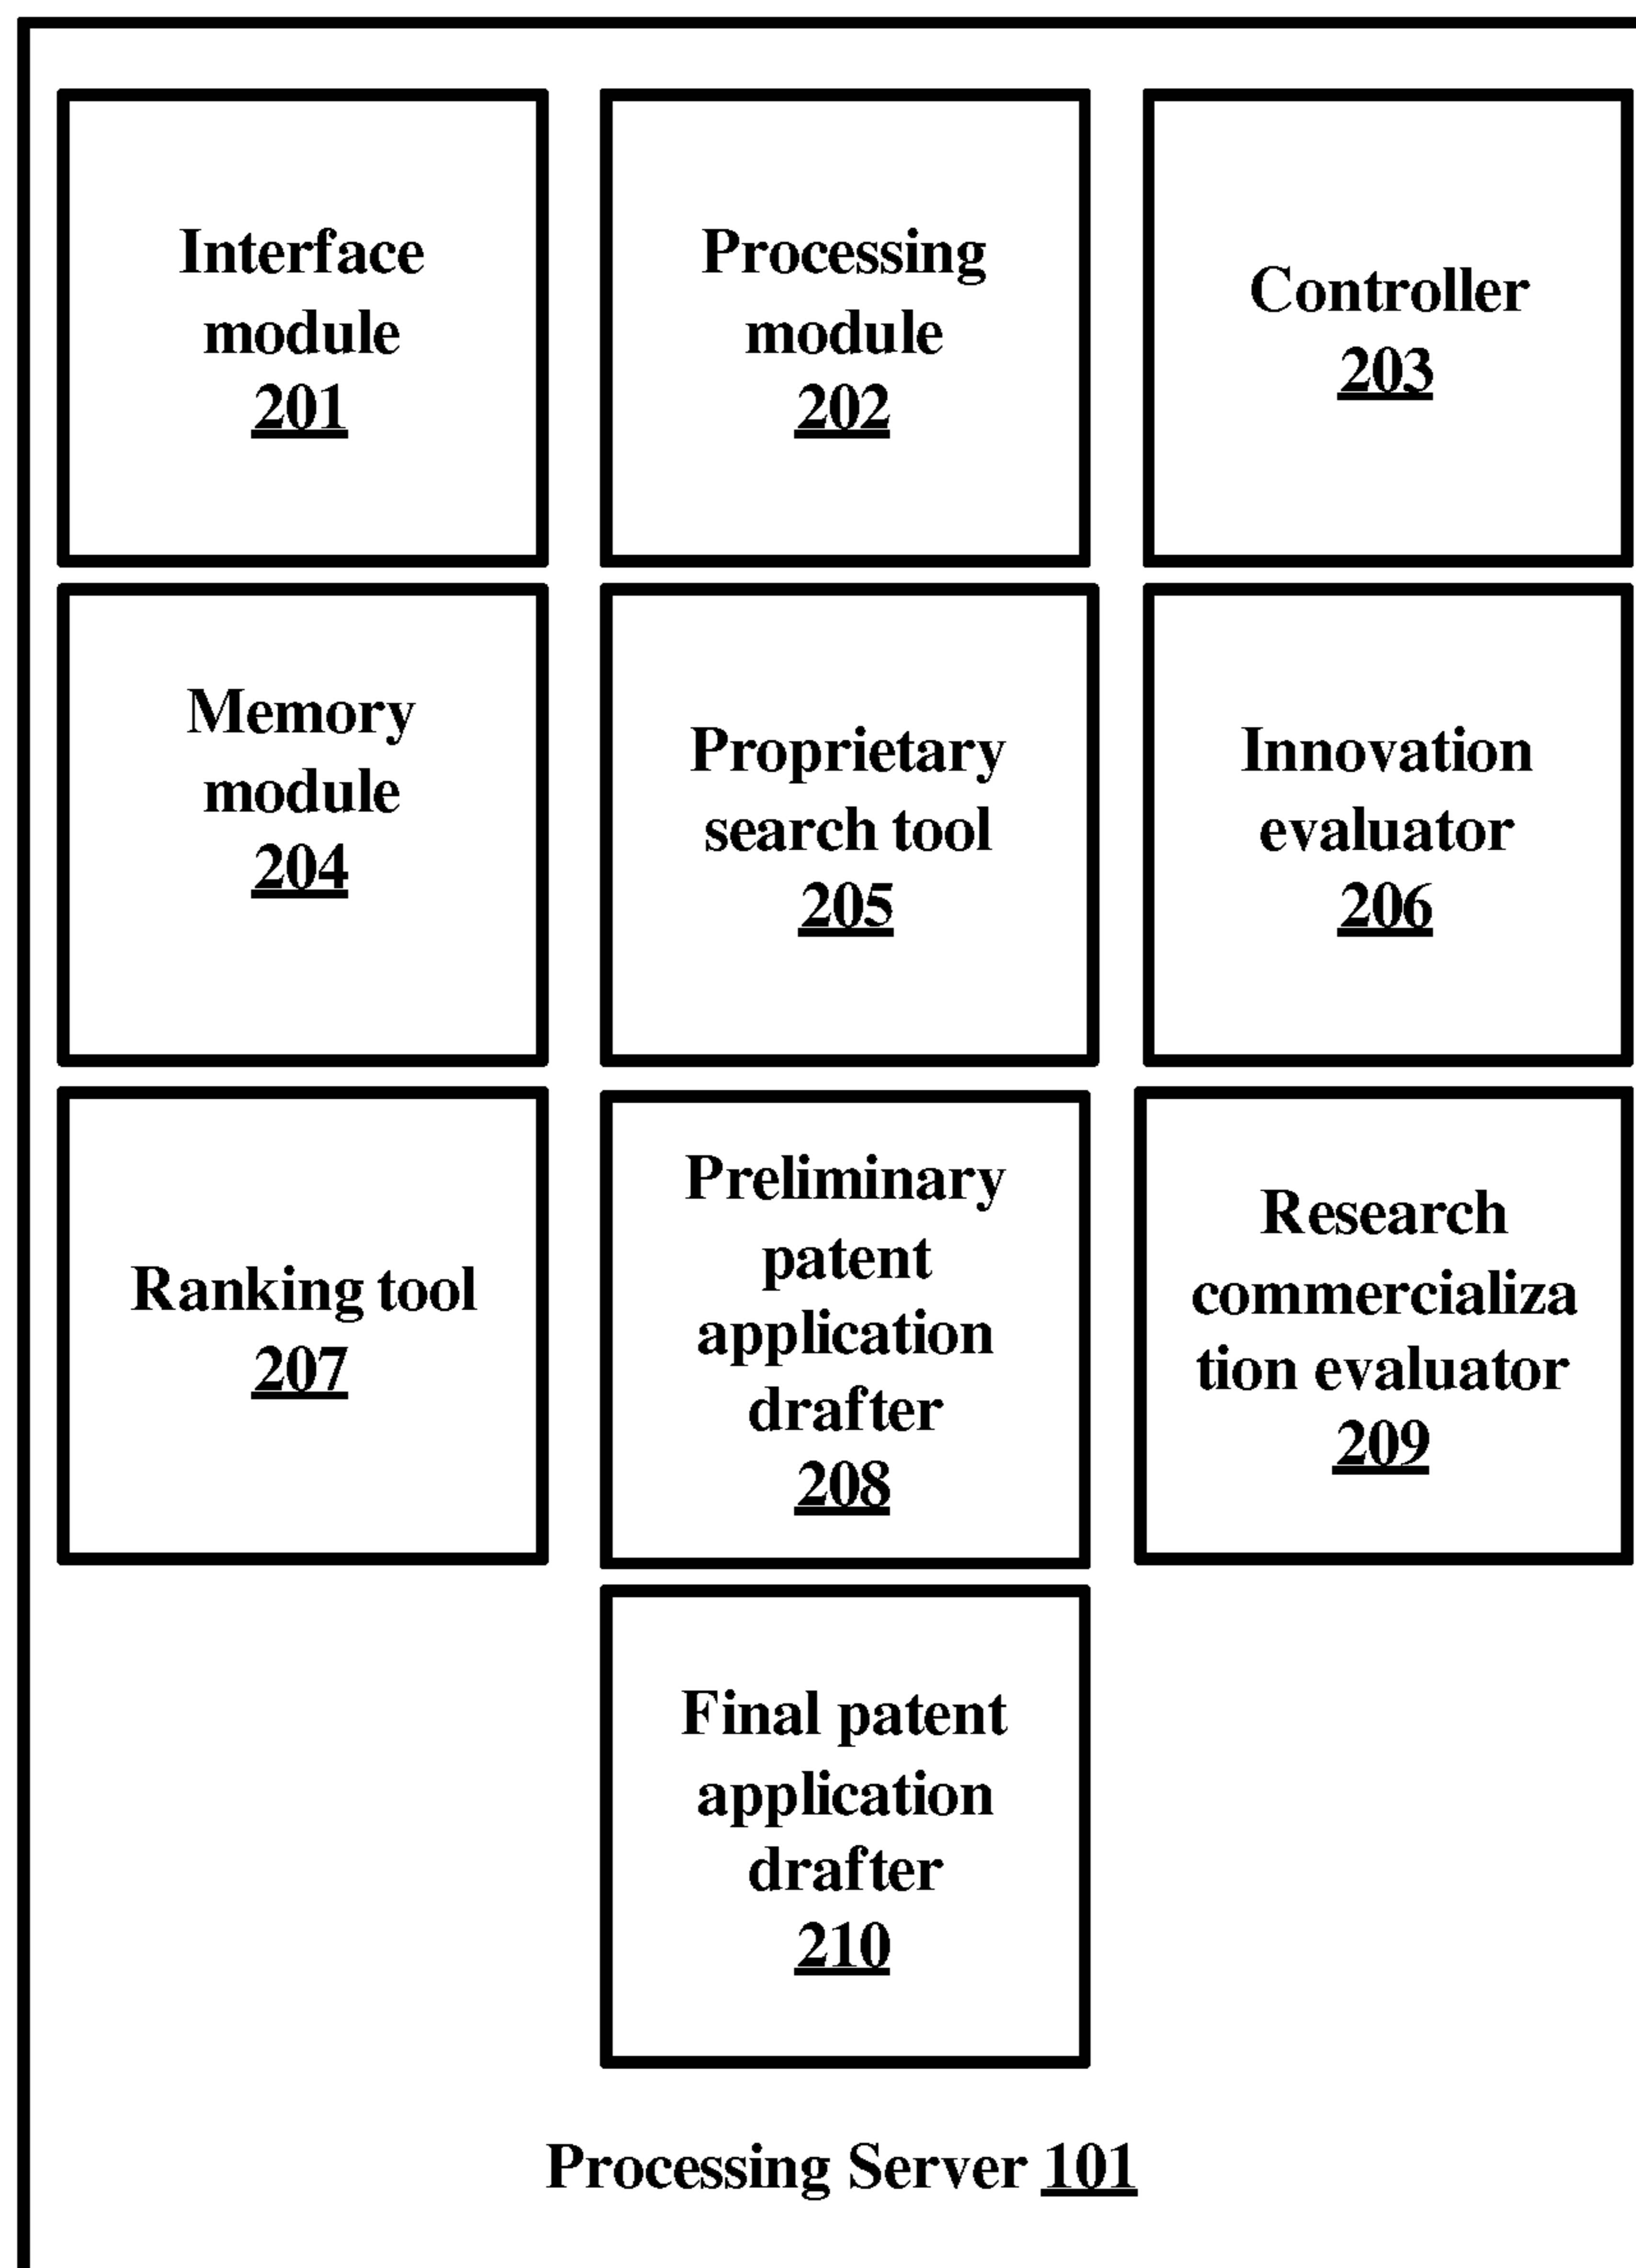 Interface
module
201
Processing
module
202
Controller
203
Memory
module
204
Proprietary
search tool
205
Innovation
evaluator
206
Ranking tool
207
Preliminary
patent
application
drafter
208
Research
commercializa
tion evaluator
209
Final patent
application
drafter
210
Processing Server 101